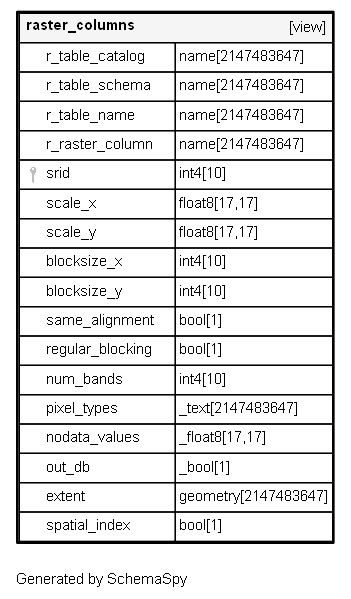 raster_columns [view]
r_table_catalog name[2147483647]
r_table_schema name[2147483647]
r_table_name name[2147483647]
r_raster_column name[2147483647]
srid int4[10]
scale_x float8[17,17]
scale_y float8[17,17]
blocksize_x int4[10]
blocksize_y int4[10]
same_alignment bool[1]
regular_blocking bool[1]
num_bands int4[10]
pixel_types _text[2147483647]
nodata_values _float8[17,17]
out_db _bool[1]
extent geometry[2147483647]
spatial_index bool[1]
Generated by SchemaSpy